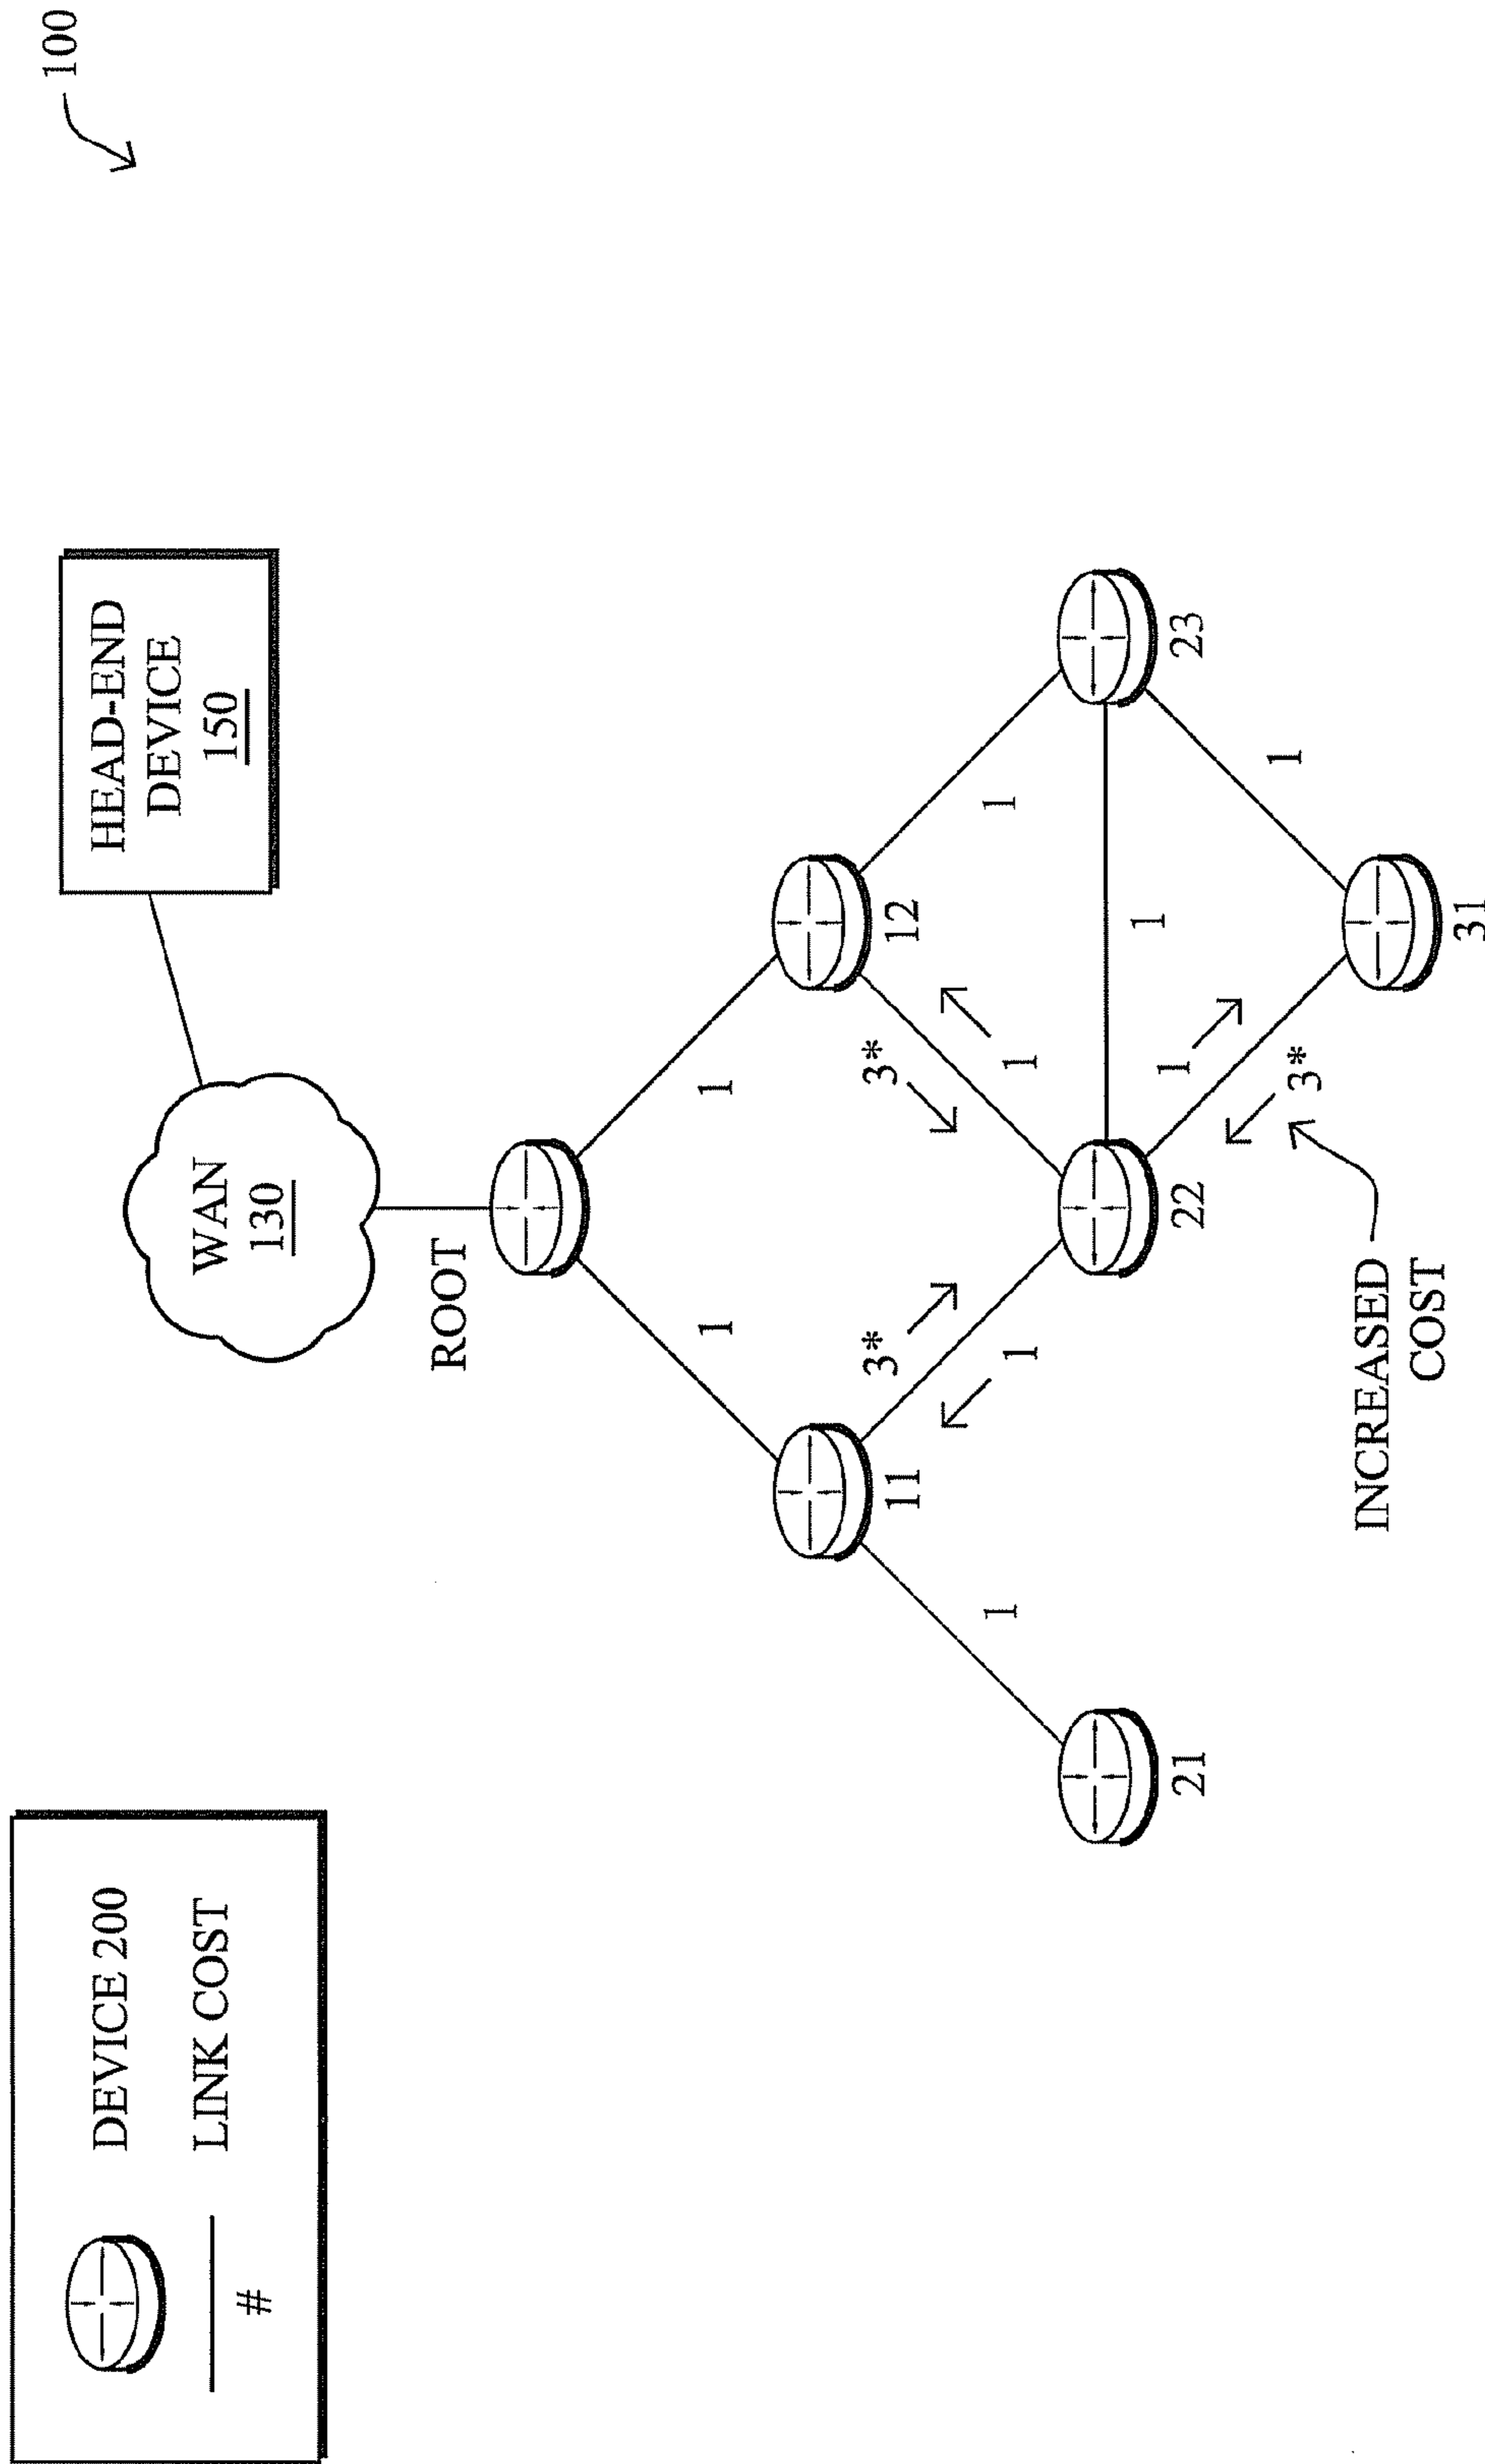 100
DEVICE 200
LINK COST
#
HEAD-END
DEVICE
150
WAN
130
ROOT
1
1
11
12
1
3*
1
3*
1
1
21
22
1
23
1
3*
1
31
INCREASED
COST